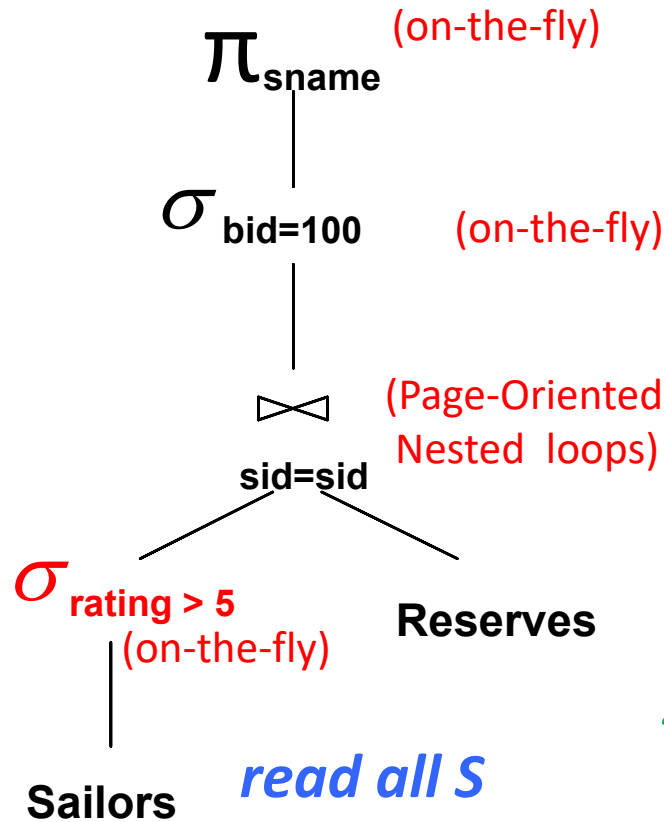 π sname (on-the-fly)
σ bid=100 (on-the-fly)
⋈ (Page-Oriented
Nested loops)
sid=sid
σ rating > 5
(on-the-fly)
Reserves
Sailors
read all S